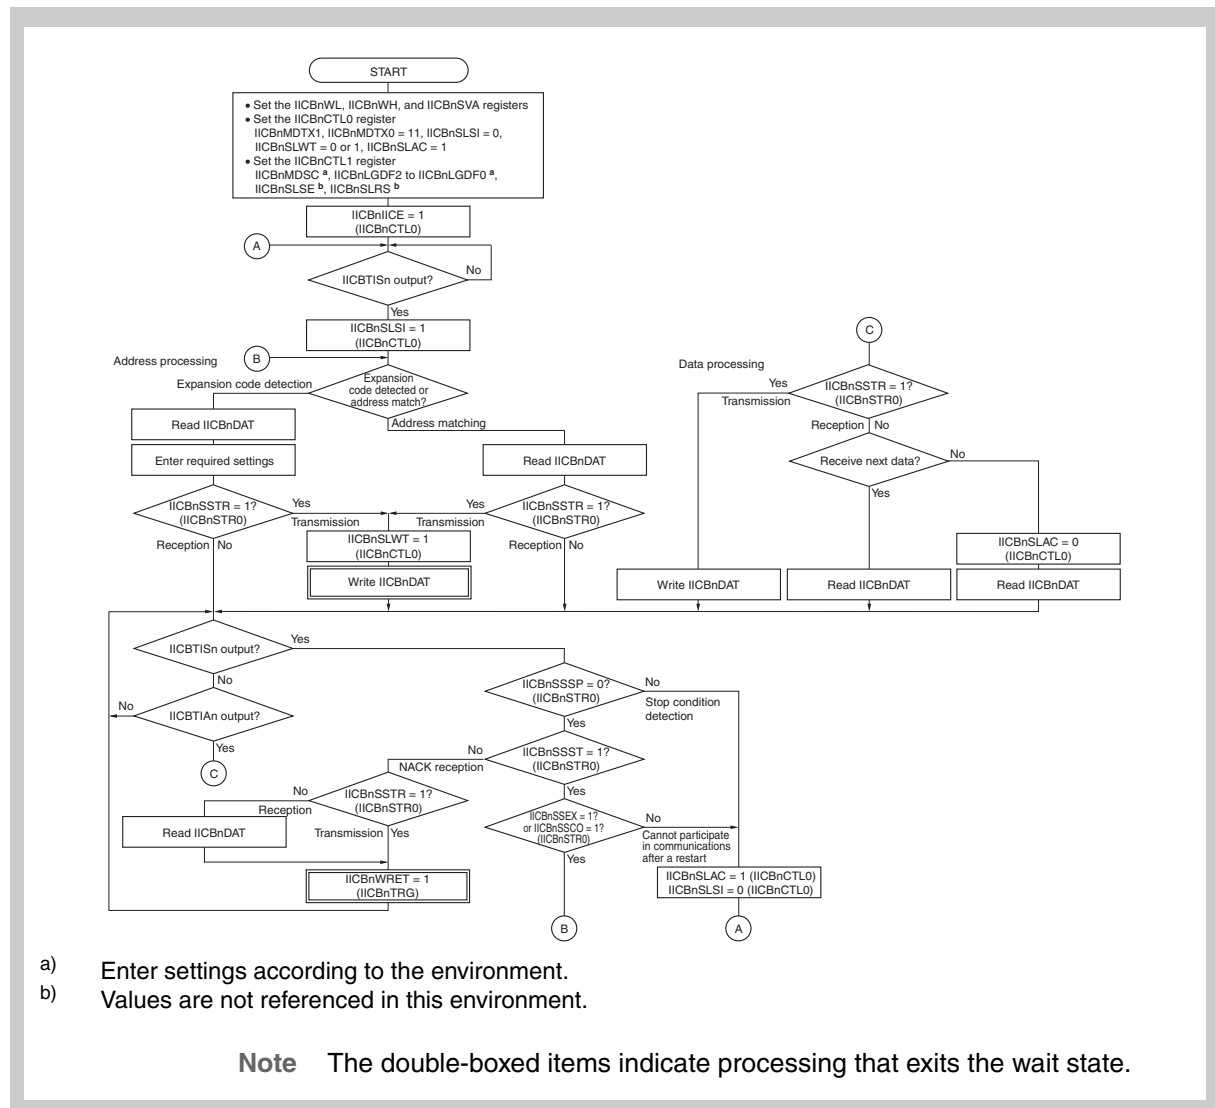 START
• Set the IICBnWL, IICBnWH, and IICBnSVA registers
• Set the IICBnCTL0 register
IICBnMDTX1, IICBnMDTX0 = 11, IICBnSLSI = 0,
IICBnSLWT = 0 or 1, IICBnSLAC = 1
• Set the IICBnCTL1 register
IICBnMDSC a, IICBnLGDF2 to IICBnLGDF0 a,
IICBnSLSE b, IICBnSLRS b
IICBnIICE = 1
(IICBnCTL0)
A
IICBTISn output?
No
Yes
IICBnSLSI = 1
(IICBnCTL0)
Address processing
B
Expansion code detection
Expansion
code detected or
address match?
Address matching
Read IICBnDAT
Enter required settings
Read IICBnDAT
IICBnSSTR = 1?
(IICBnSTR0)
Yes
Transmission
Reception
No
IICBnSSTR = 1?
(IICBnSTR0)
Yes
Transmission
Reception
No
IICBnSLWT = 1
(IICBnCTL0)
Write IICBnDAT
C
Data processing
IICBnSSTR = 1?
(IICBnSTR0)
Yes
Transmission
Reception
No
Receive next data?
No
Yes
IICBnSLAC = 0
(IICBnCTL0)
Write IICBnDAT
Read IICBnDAT
Read IICBnDAT
IICBTISn output?
Yes
No
IICBTIAn output?
No
Yes
C
IICBnSSSP = 0?
(IICBnSTR0)
No
Stop condition
detection
Yes
IICBnSSST = 1?
(IICBnSTR0)
No
NACK reception
Yes
IICBnSSTR = 1?
(IICBnSTR0)
No
Reception
Transmission
Yes
Read IICBnDAT
IICBnWRET = 1
(IICBnTRG)
IICBnSSEX = 1?
or IICBnSSCO = 1?
(IICBnSTR0)
No
Cannot participate
in communications
after a restart
Yes
IICBnSLAC = 1 (IICBnCTL0)
IICBnSLSI = 0 (IICBnCTL0)
B
A
a) Enter settings according to the environment.
b) Values are not referenced in this environment.
Note The double-boxed items indicate processing that exits the wait state.